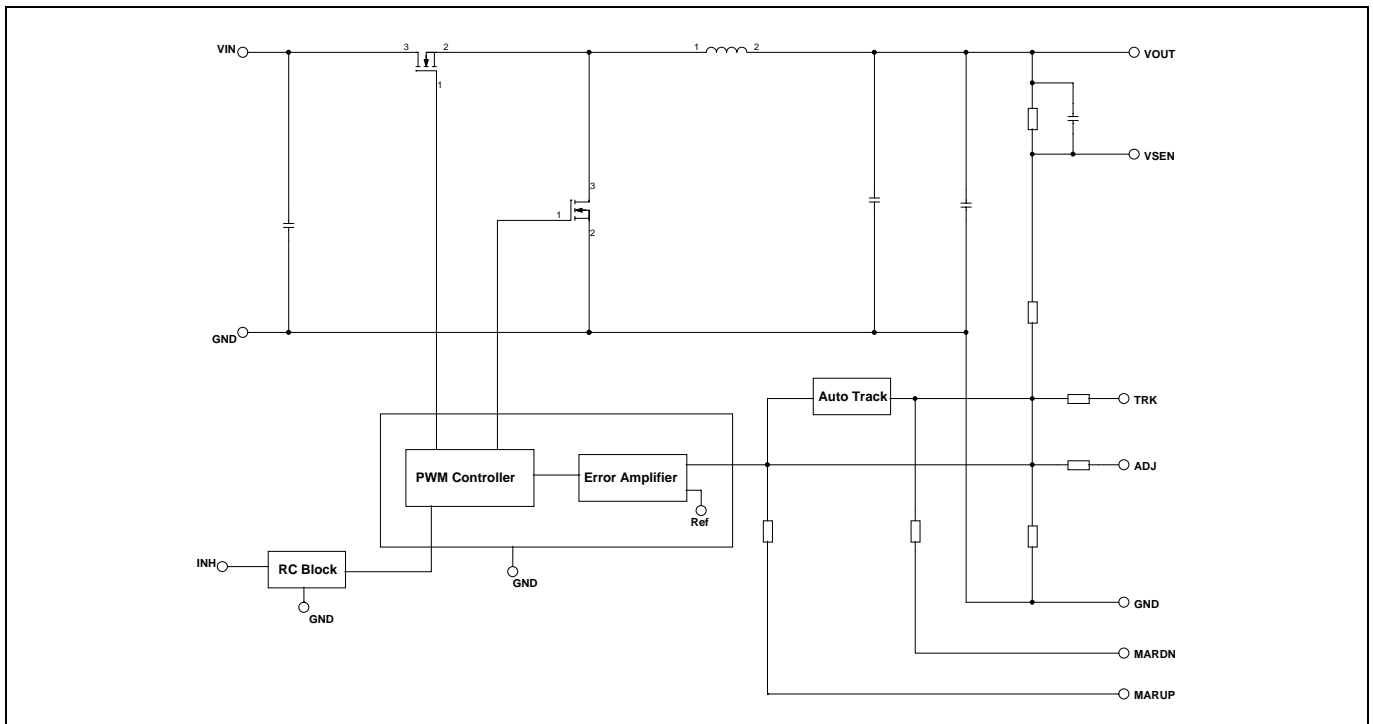 VIN
3
2
1
1
2
VOUT
VSEN
3
1
2
GND
Auto Track
TRK
PWM Controller
Error Amplifier
ADJ
Ref
INH
RC Block
GND
GND
GND
MARDN
MARUP